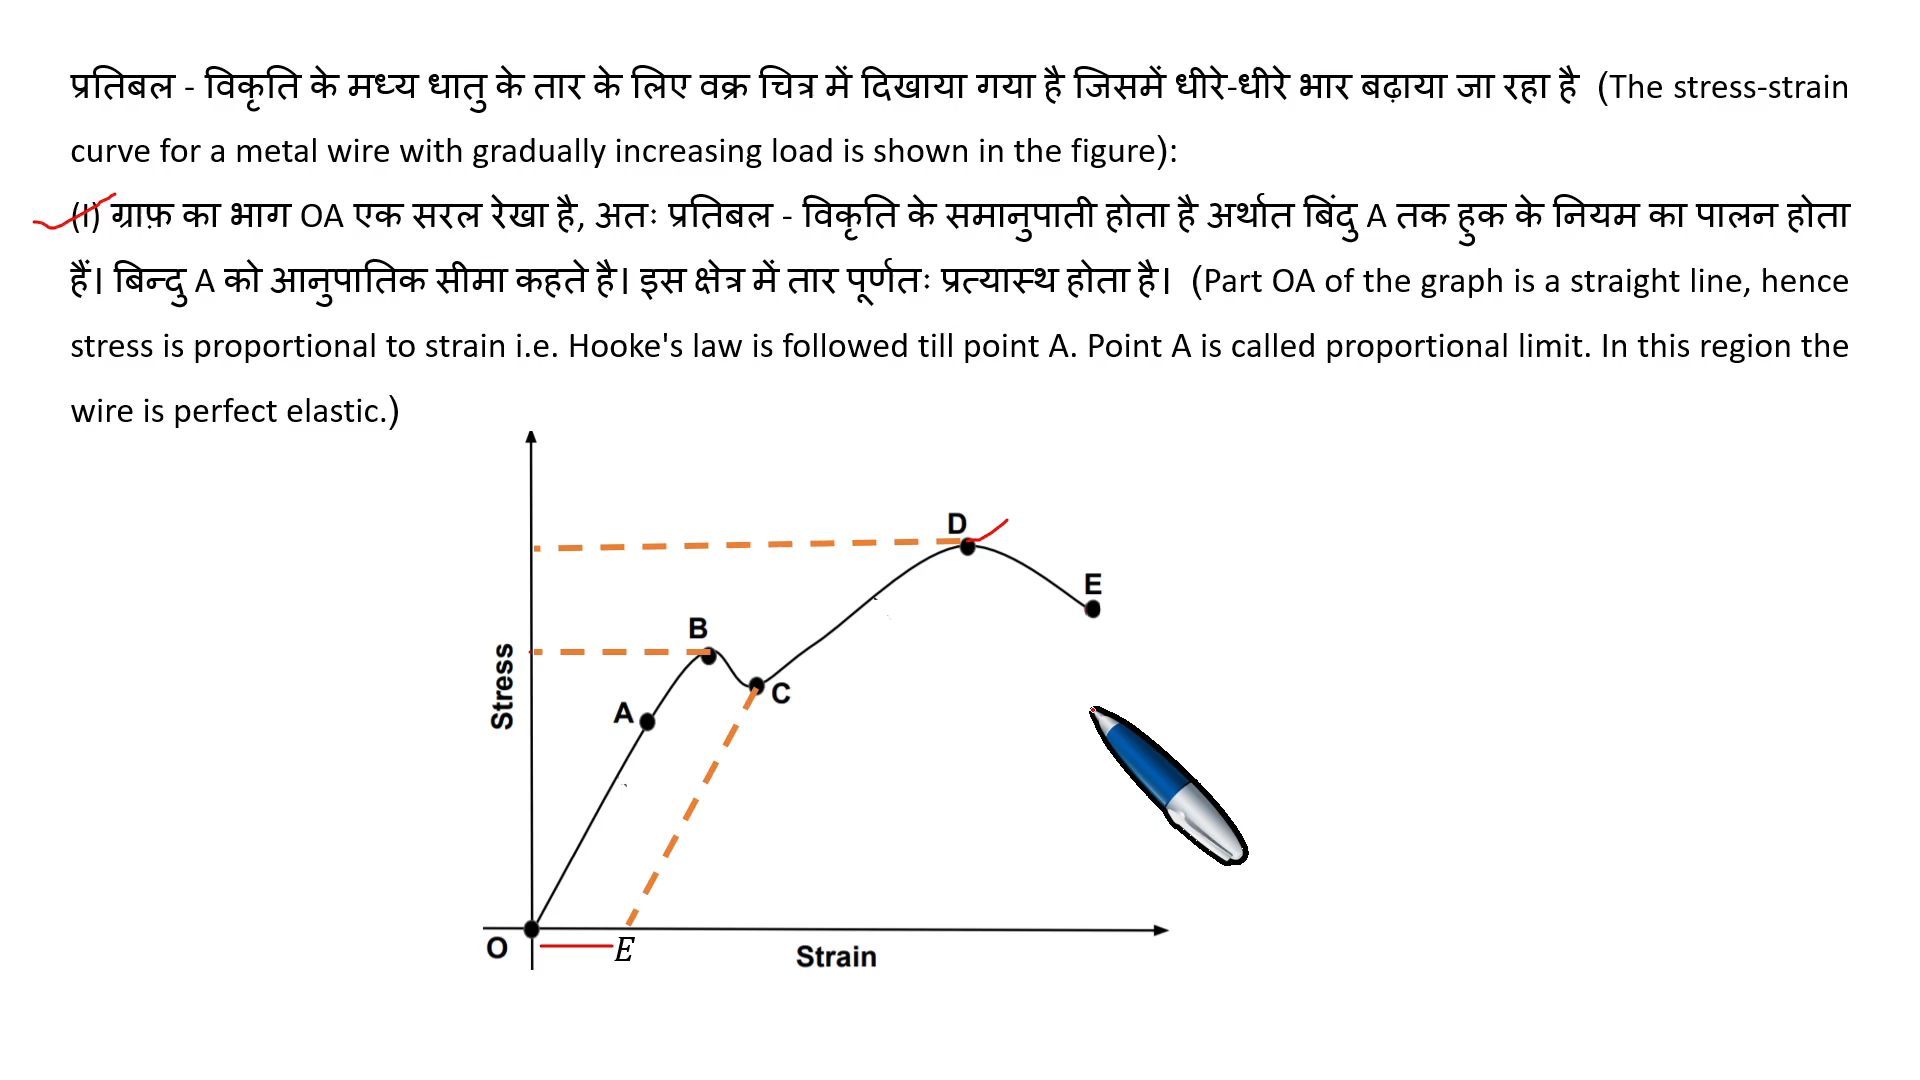 प्रतिबल - विकृति के मध्य धातु के तार के लिए वक्र चित्र में दिखाया गया है जिसमें धीरे-धीरे भार बढ़ाया जा रहा है (The stress-strain
curve for a metal wire with gradually increasing load is shown in the figure):
(I) ग्राफ़ का भाग OA एक सरल रेखा है, अतः प्रतिबल - विकृति के समानुपाती होता है अर्थात बिंदु A तक हुक के नियम का पालन होता
हैं। बिन्दु A को आनुपातिक सीमा कहते है। इस क्षेत्र में तार पूर्णतः प्रत्यास्थ होता है। (Part OA of the graph is a straight line, hence
stress is proportional to strain i.e. Hooke's law is followed till point A. Point A is called proportional limit. In this region the
wire is perfect elastic.)
D
E
B
Stress
C
A
O
E
Strain